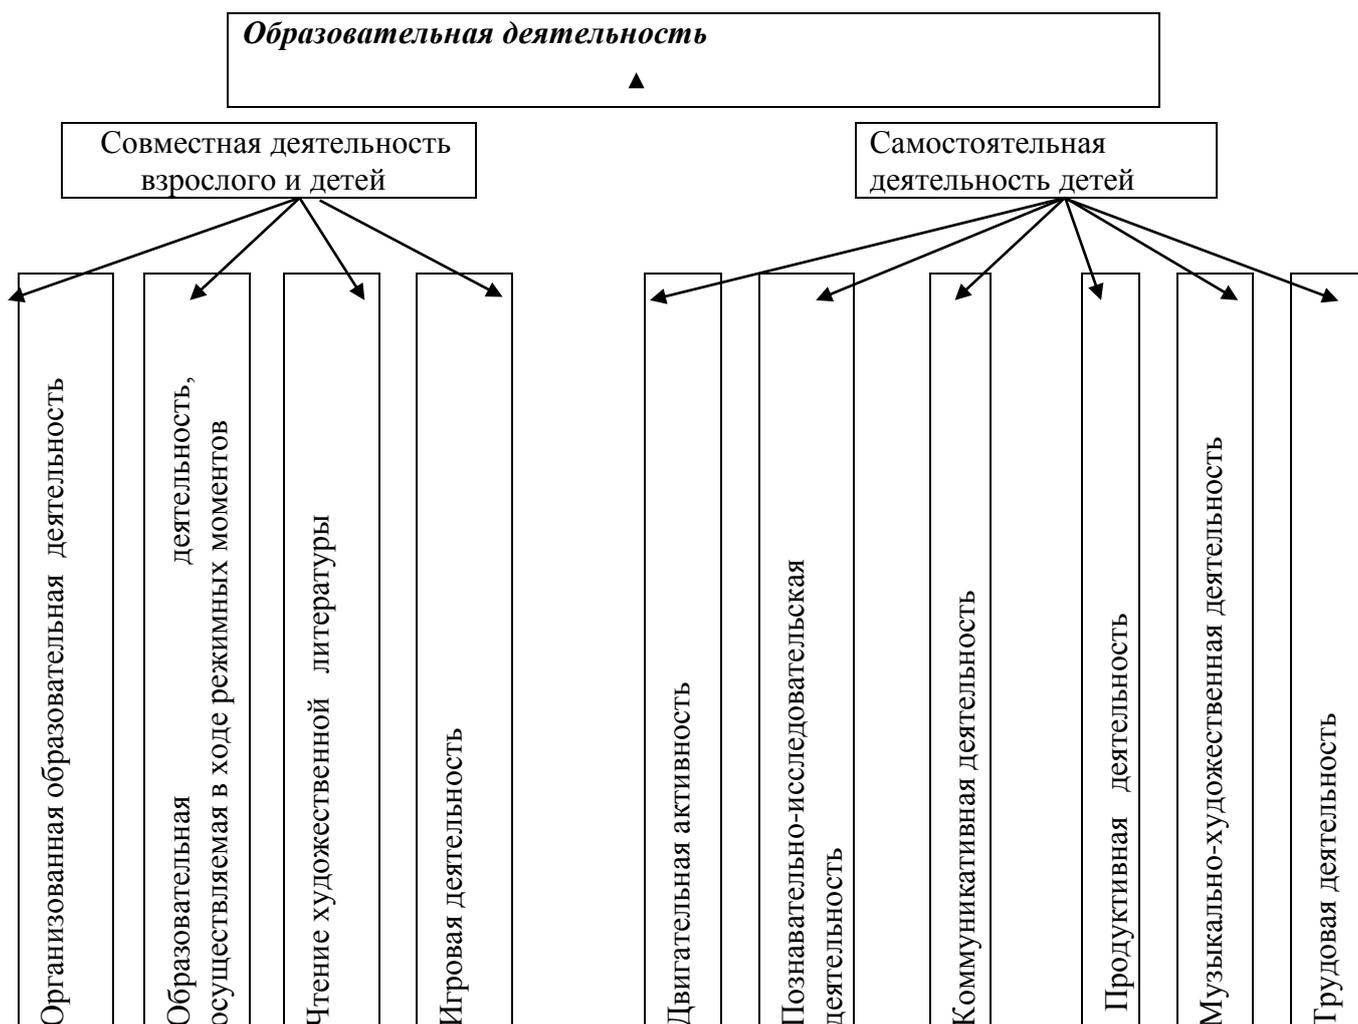 Образовательная деятельность
▲
Совместная деятельность
взрослого и детей
Самостоятельная
деятельность детей
Организованная образовательная деятельность
Образовательная деятельность,
осуществляемая в ходе режимных моментов
Чтение художественной литературы
Игровая деятельность
Двигательная активность
Познавательно-исследовательская
деятельность
Коммуникативная деятельность
Продуктивная деятельность
Музыкально-художественная деятельность
Трудовая деятельность